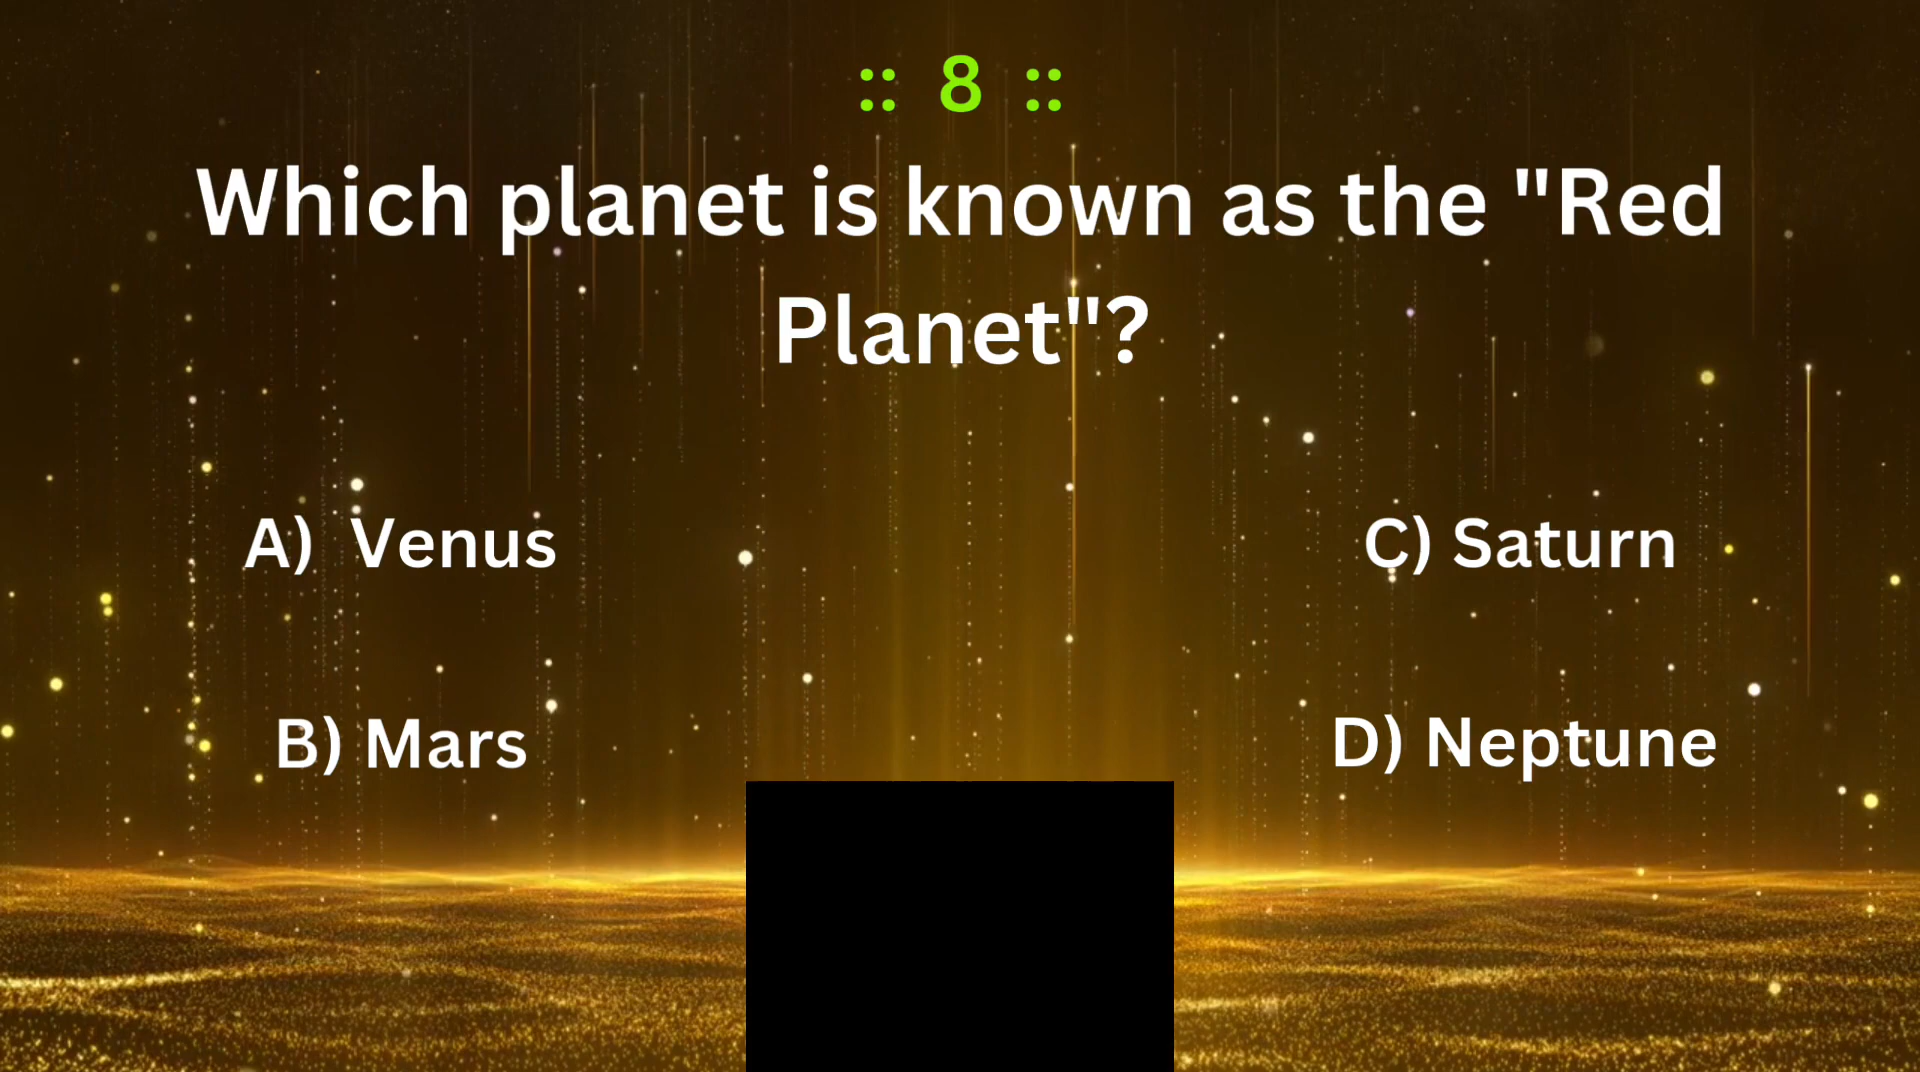 :: 8 ::
Which planet is known as the "Red
Planet"?
A) Venus
C) Saturn
B) Mars
D) Neptune